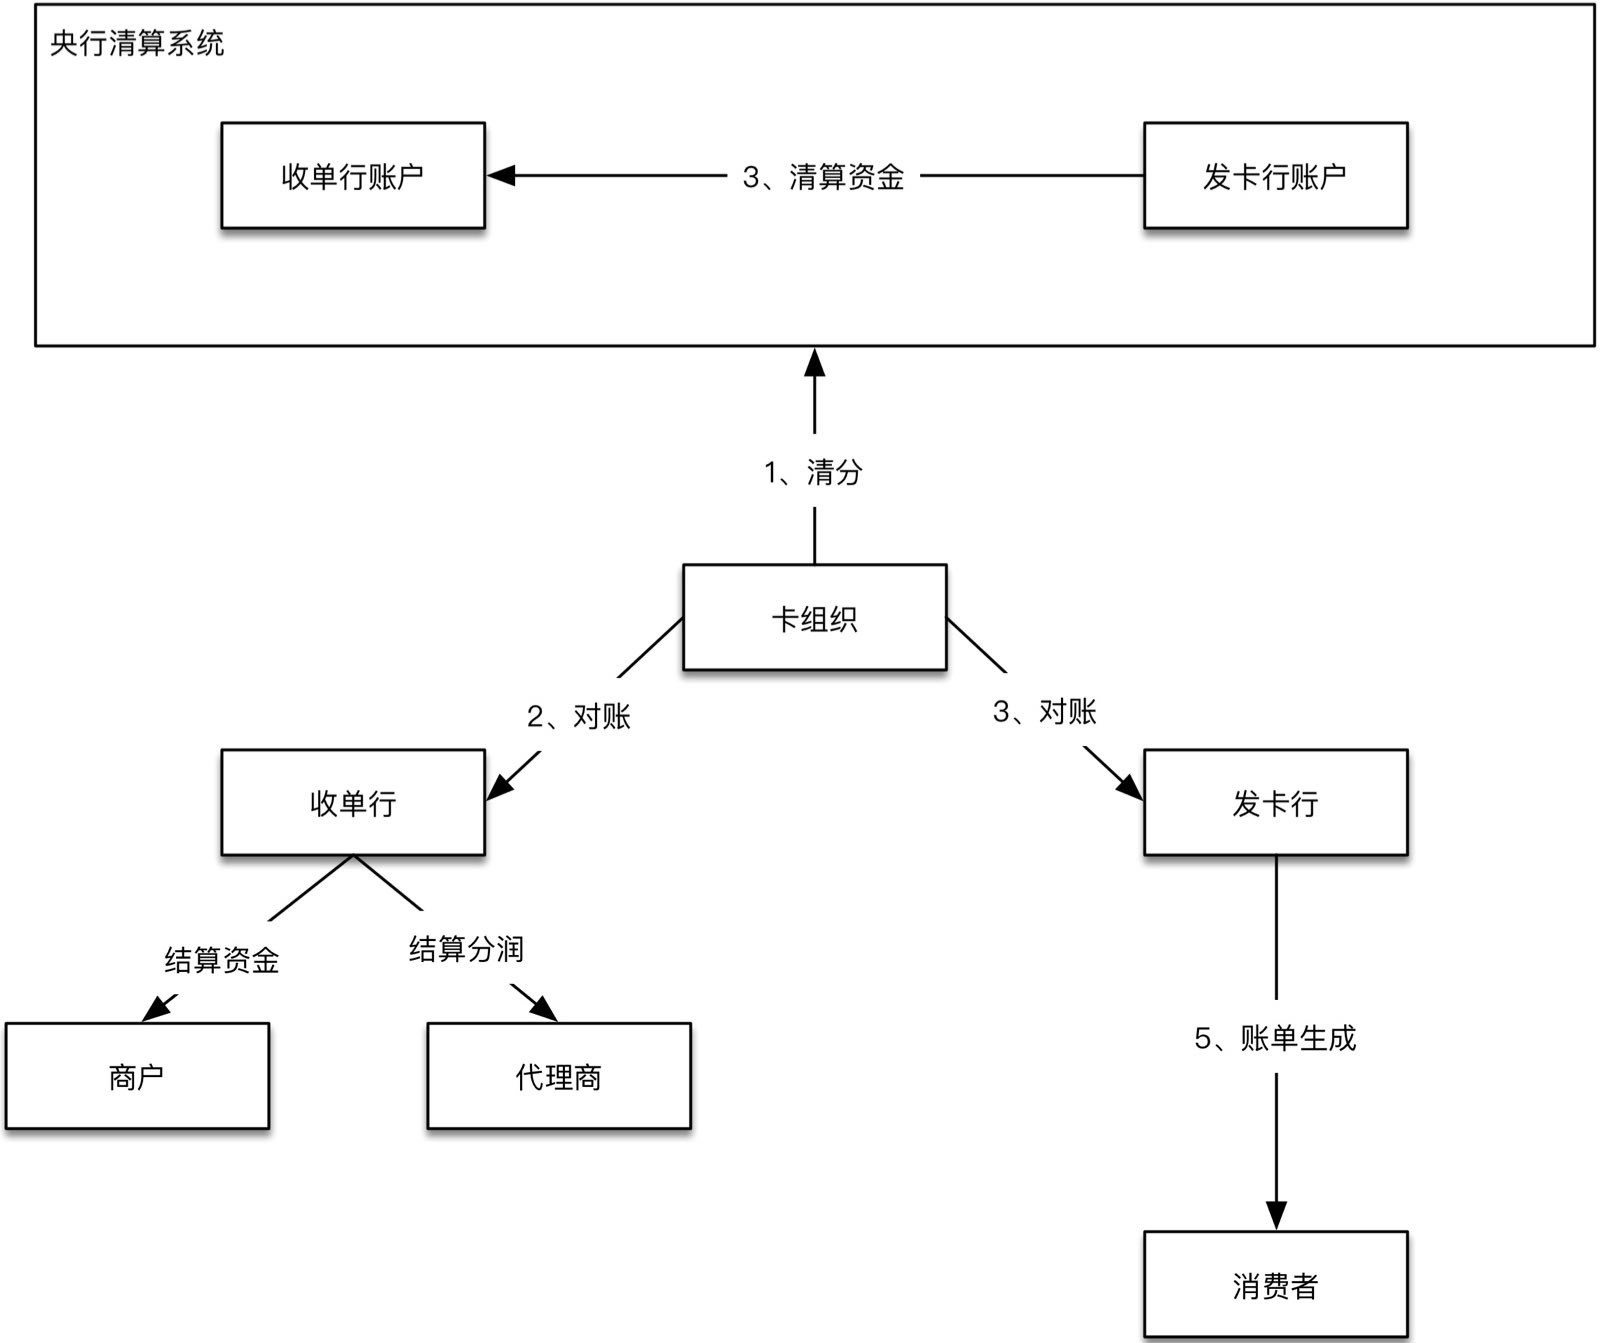 央行清算系统
收单行账户
3、清算资金
发卡行账户
1、清分
卡组织
2、对账
3、对账
收单行
发卡行
结算资金
结算分润
商户
代理商
5、账单生成
消费者